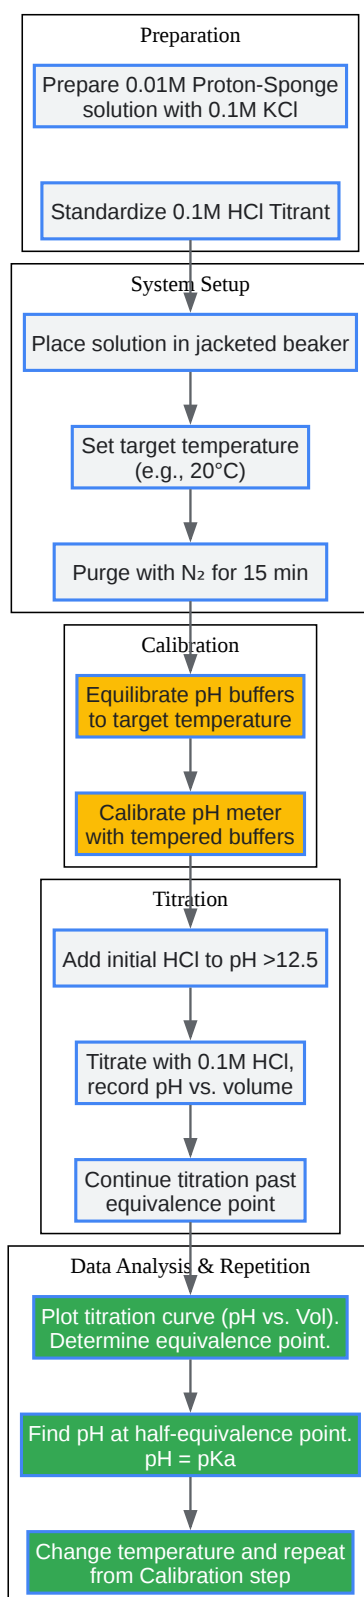 Preparation
Prepare 0.01M Proton-Sponge
solution with 0.1M KCl
Standardize 0.1M HCl Titrant
System Setup
Place solution in jacketed beaker
Set target temperature
(e.g., 20°C)
Purge with N₂ for 15 min
Calibration
Equilibrate pH buffers
to target temperature
Calibrate pH meter
with tempered buffers
Titration
Add initial HCl to pH >12.5
Titrate with 0.1M HCl,
record pH vs. volume
Continue titration past
equivalence point
Data Analysis & Repetition
Plot titration curve (pH vs. Vol).
Determine equivalence point.
Find pH at half-equivalence point.
pH = pKa
Change temperature and repeat
from Calibration step